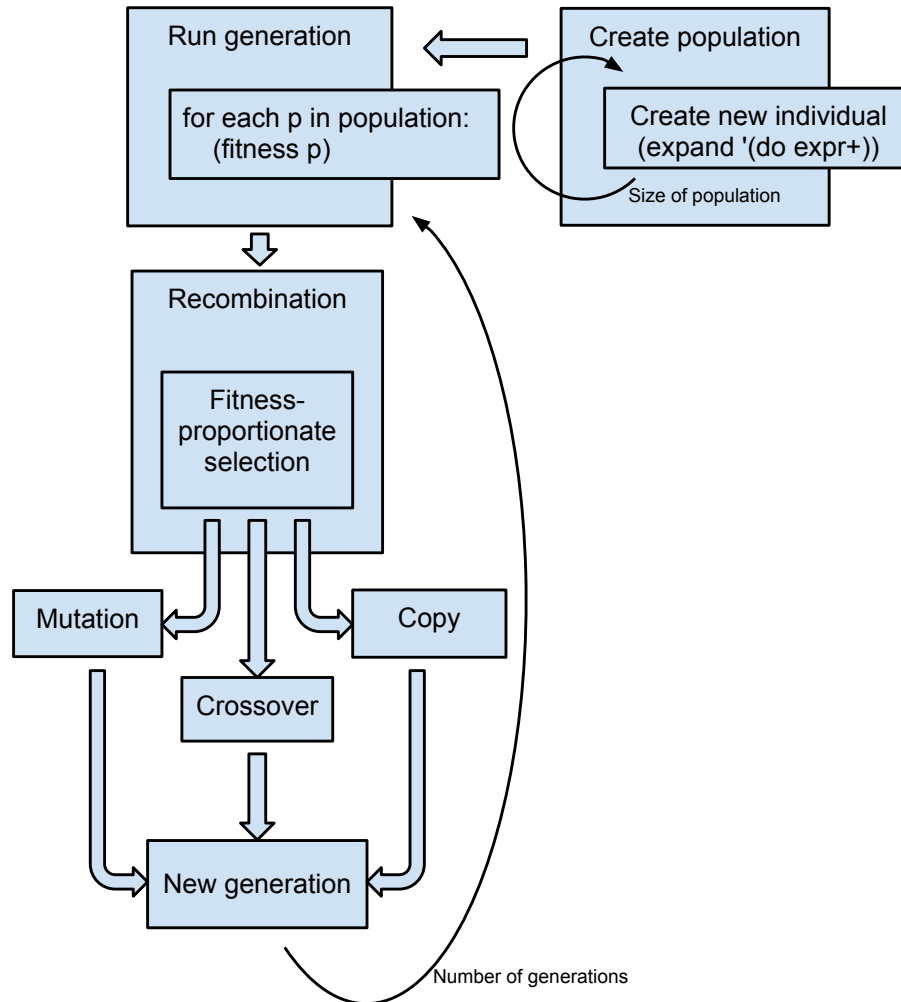 Run generation
for each p in population:
(fitness p)
Create population
Create new individual
(expand '(do expr+))
Size of population
Recombination
Fitness-
proportionate
selection
Mutation
Copy
Crossover
New generation
Number of generations